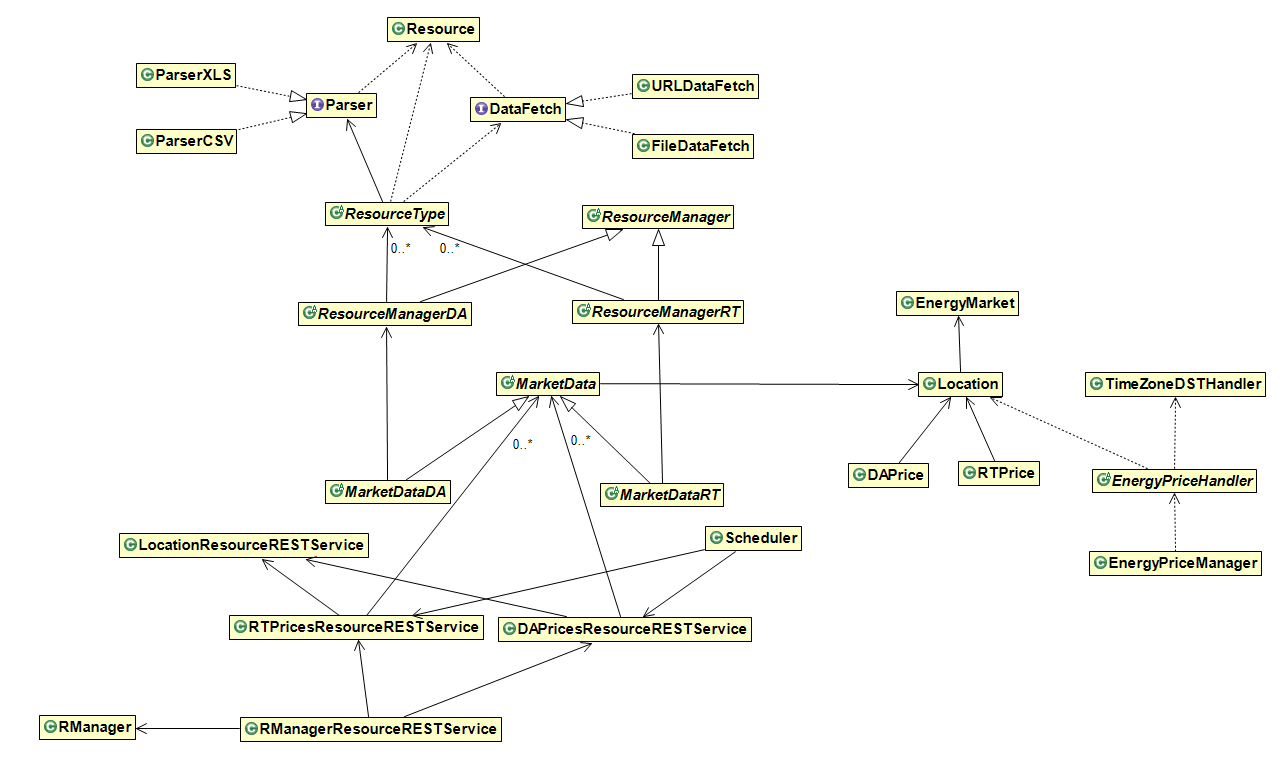 Resource
ParserXLS
URLDataFetch
Parser
DataFetch
ParserCSV
FileDataFetch
ResourceType
ResourceManager
0..*
0..*
ResourceManagerDA
ResourceManagerRT
EnergyMarket
MarketData
Location
TimeZoneDSTHandler
0..*
0..*
DAPrice
RTPrice
EnergyPriceHandler
MarketDataDA
MarketDataRT
LocationResourceRESTService
Scheduler
EnergyPriceManager
RTPricesResourceRESTService
DAPricesResourceRESTService
RManager
RManagerResourceRESTService